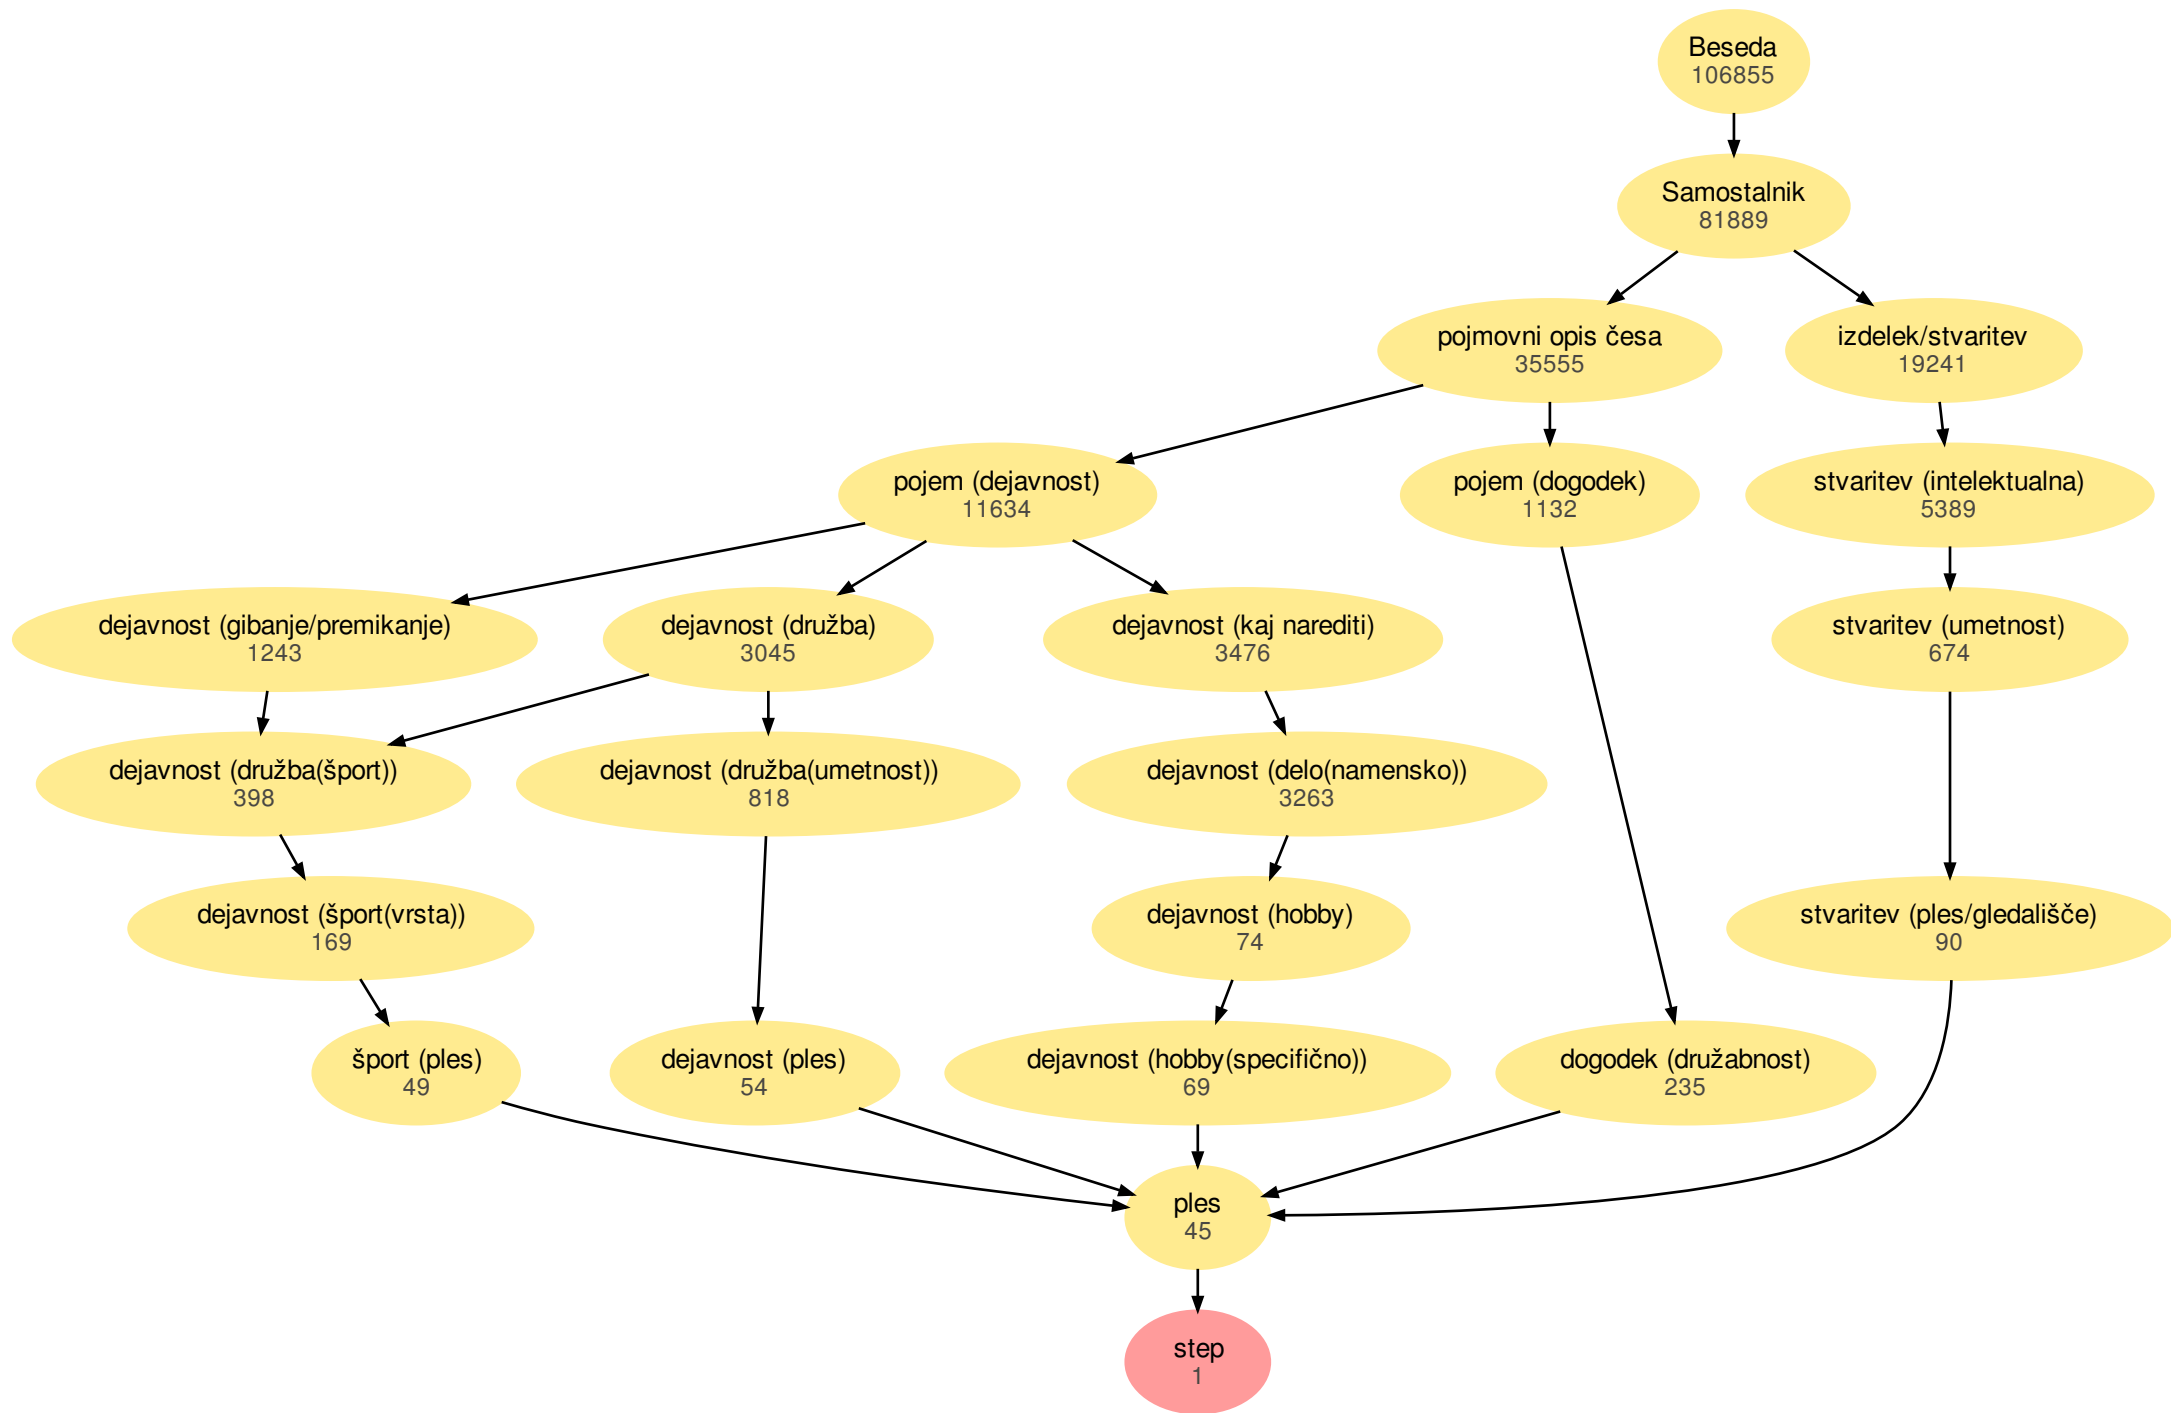 Beseda
106855
Samostalnik
81889
pojmovni opis česa
35555
izdelek/stvaritev
19241
pojem (dejavnost)
11634
pojem (dogodek)
1132
stvaritev (intelektualna)
5389
dejavnost (gibanje/premikanje)
1243
dejavnost (družba)
3045
dejavnost (kaj narediti)
3476
stvaritev (umetnost)
674
dejavnost (družba(šport))
398
dejavnost (družba(umetnost))
818
dejavnost (delo(namensko))
3263
dejavnost (šport(vrsta))
169
dejavnost (hobby)
74
stvaritev (ples/gledališče)
90
šport (ples)
49
dejavnost (ples)
54
dejavnost (hobby(specifično))
69
dogodek (družabnost)
235
ples
45
step
1